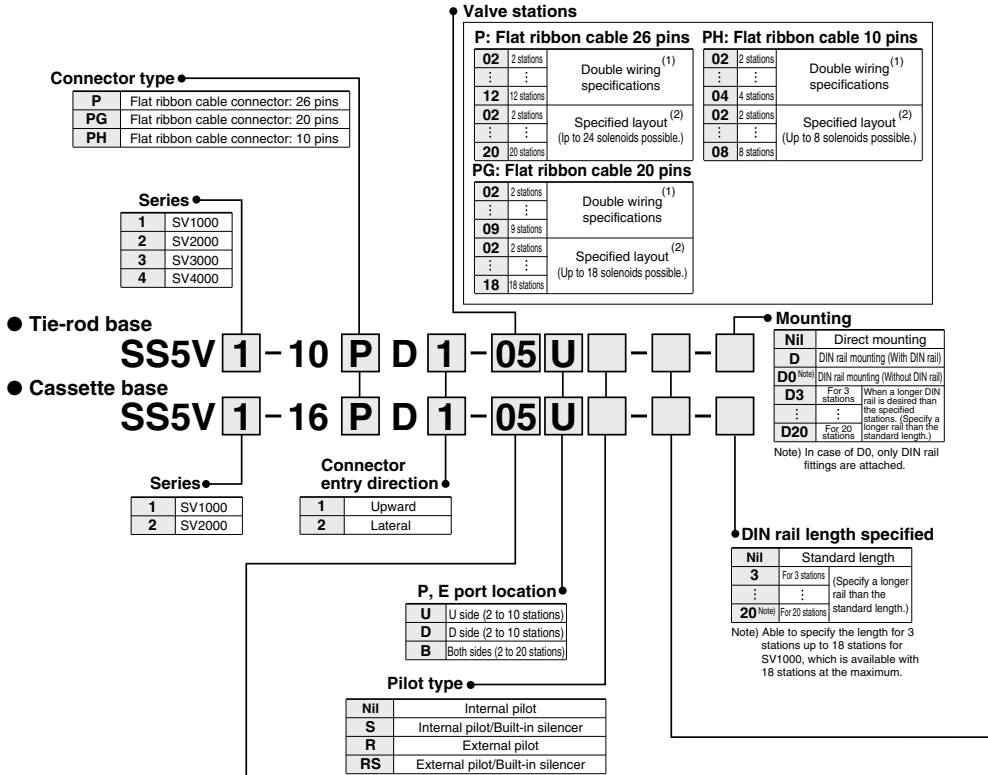 Valve stations
P: Flat ribbon cable 26 pins
02 2 stations Double wiring (1) specifications
⋮ ⋮
12 12 stations
02 2 stations Specified layout (2) (Ip to 24 solenoids possible.)
⋮ ⋮
20 20 stations
PH: Flat ribbon cable 10 pins
02 2 stations Double wiring (1) specifications
⋮ ⋮
04 4 stations
02 2 stations Specified layout (2) (Up to 8 solenoids possible.)
⋮ ⋮
08 8 stations
PG: Flat ribbon cable 20 pins
02 2 stations Double wiring (1) specifications
⋮ ⋮
09 9 stations
02 2 stations Specified layout (2) (Up to 18 solenoids possible.)
⋮ ⋮
18 18 stations
Connector type
P Flat ribbon cable connector: 26 pins
PG Flat ribbon cable connector: 20 pins
PH Flat ribbon cable connector: 10 pins
Series
1 SV1000
2 SV2000
3 SV3000
4 SV4000
Tie-rod base
SS5V 1 - 10 P D 1 - 05 U - -
Cassette base
SS5V 1 - 16 P D 1 - 05 U - -
Mounting
Nil Direct mounting
D DIN rail mounting (With DIN rail)
D0 Note) DIN rail mounting (Without DIN rail)
D3 For 3 stations When a longer DIN rail is desired than the specified stations. (Specify a longer rail than the standard length.)
⋮ ⋮
D20 For 20 stations
Note) In case of D0, only DIN rail
fittings are attached.
Series
1 SV1000
2 SV2000
Connector
entry direction
1 Upward
2 Lateral
DIN rail length specified
Nil Standard length
3 For 3 stations (Specify a longer rail than the standard length.)
⋮ ⋮
20 Note) For 20 stations
Note) Able to specify the length for 3
stations up to 18 stations for
SV1000, which is available with
18 stations at the maximum.
P, E port location
U U side (2 to 10 stations)
D D side (2 to 10 stations)
B Both sides (2 to 20 stations)
Pilot type
Nil Internal pilot
S Internal pilot/Built-in silencer
R External pilot
RS External pilot/Built-in silencer